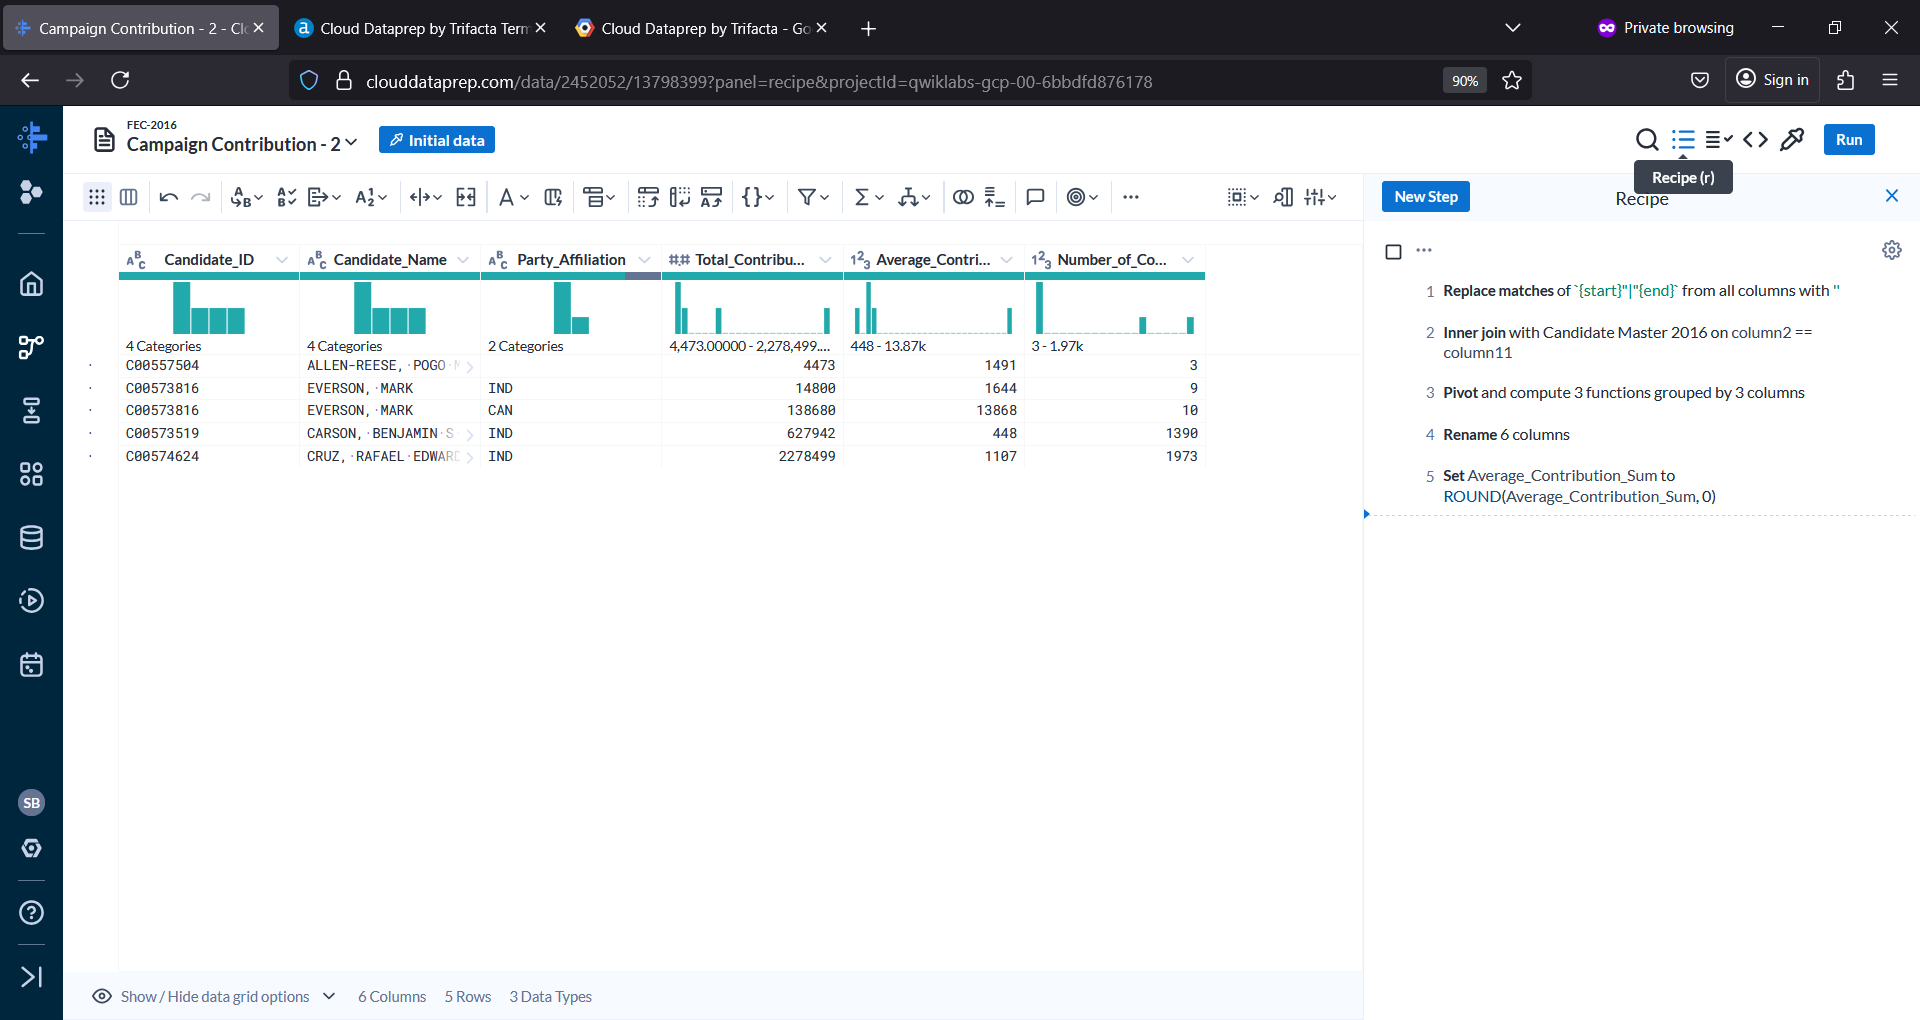 Campaign Contribution - 2 - Clo
Cloud Dataprep by Trifacta Term
Cloud Dataprep by Trifacta - Go
Private browsing
clouddataprep.com/data/2452052/13798399?panel=recipe&projectId=qwiklabs-gcp-00-6bbdfd876178
90%
Sign in
FEC-2016
Campaign Contribution - 2
Initial data
Run
Recipe (r)
New Step
Recipe
Candidate_ID Candidate_Name Party_Affiliation Total_Contribu... Average_Contri... Number_of_Co...
4 Categories 4 Categories 2 Categories 4,473.00000 - 2,278,499.... 448 - 13.87k 3 - 1.97k
C00557504 ALLEN-REESE, POGO M 4473 1491 3
C00573816 EVERSON, MARK IND 14800 1644 9
C00573816 EVERSON, MARK CAN 138680 13868 10
C00573519 CARSON, BENJAMIN S IND 627942 448 1390
C00574624 CRUZ, RAFAEL EDWARD IND 2278499 1107 1973
1 Replace matches of `{start}"|"{end}` from all columns with ''
2 Inner join with Candidate Master 2016 on column2 ==
column11
3 Pivot and compute 3 functions grouped by 3 columns
4 Rename 6 columns
5 Set Average_Contribution_Sum to
ROUND(Average_Contribution_Sum, 0)
SB
Show / Hide data grid options 6 Columns 5 Rows 3 Data Types